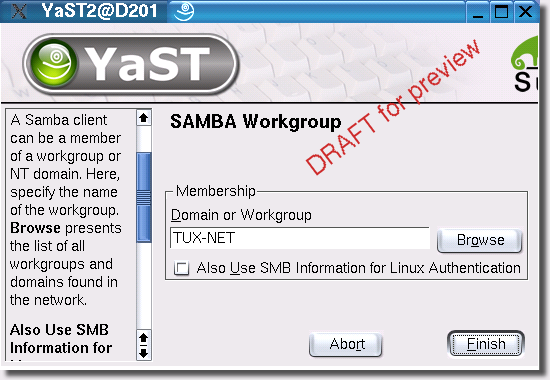 YaST2@D201
YaST
DRAFT for preview
A Samba client
can be a member
of a workgroup or
NT domain. Here,
specify the name
of the workgroup.
Browse presents
the list of all
workgroups and
domains found in
the network.
Also Use SMB
Information for
SAMBA Workgroup
Membership
Domain or Workgroup
TUX-NET
Browse
Also Use SMB Information for Linux Authentication
Abort
Finish